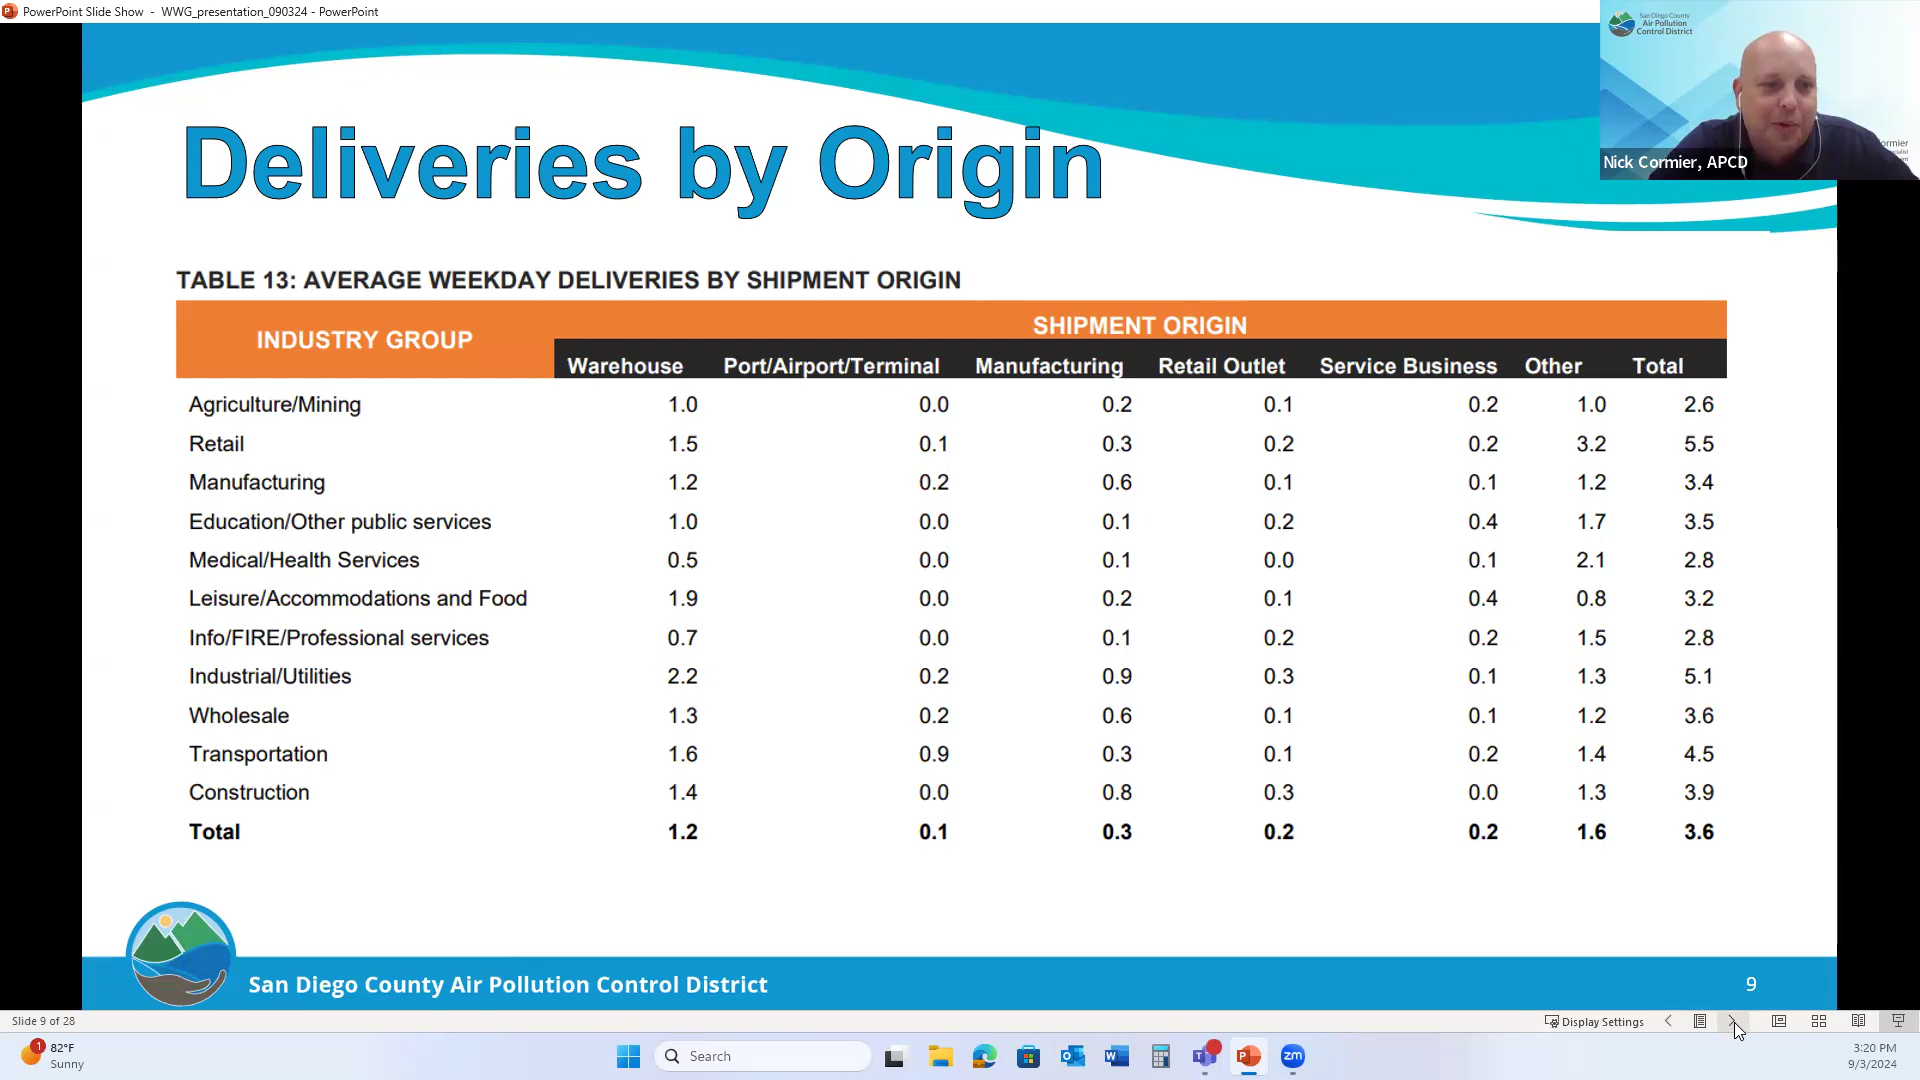 PowerPoint Slide Show - WWG_presentation_090324 - PowerPoint
San Diego County
Air Pollution
Control District
Nick Cormier, APCD
Deliveries by Origin
TABLE 13: AVERAGE WEEKDAY DELIVERIES BY SHIPMENT ORIGIN
INDUSTRY GROUP SHIPMENT ORIGIN
Warehouse Port/Airport/Terminal Manufacturing Retail Outlet Service Business Other Total
Agriculture/Mining 1.0 0.0 0.2 0.1 0.2 1.0 2.6
Retail 1.5 0.1 0.3 0.2 0.2 3.2 5.5
Manufacturing 1.2 0.2 0.6 0.1 0.1 1.2 3.4
Education/Other public services 1.0 0.0 0.1 0.2 0.4 1.7 3.5
Medical/Health Services 0.5 0.0 0.1 0.0 0.1 2.1 2.8
Leisure/Accommodations and Food 1.9 0.0 0.2 0.1 0.4 0.8 3.2
Info/FIRE/Professional services 0.7 0.0 0.1 0.2 0.2 1.5 2.8
Industrial/Utilities 2.2 0.2 0.9 0.3 0.1 1.3 5.1
Wholesale 1.3 0.2 0.6 0.1 0.1 1.2 3.6
Transportation 1.6 0.9 0.3 0.1 0.2 1.4 4.5
Construction 1.4 0.0 0.8 0.3 0.0 1.3 3.9
Total 1.2 0.1 0.3 0.2 0.2 1.6 3.6
San Diego County Air Pollution Control District 9
Slide 9 of 28 Display Settings
1 82°F
Sunny
Search
zm
3:20 PM
9/3/2024